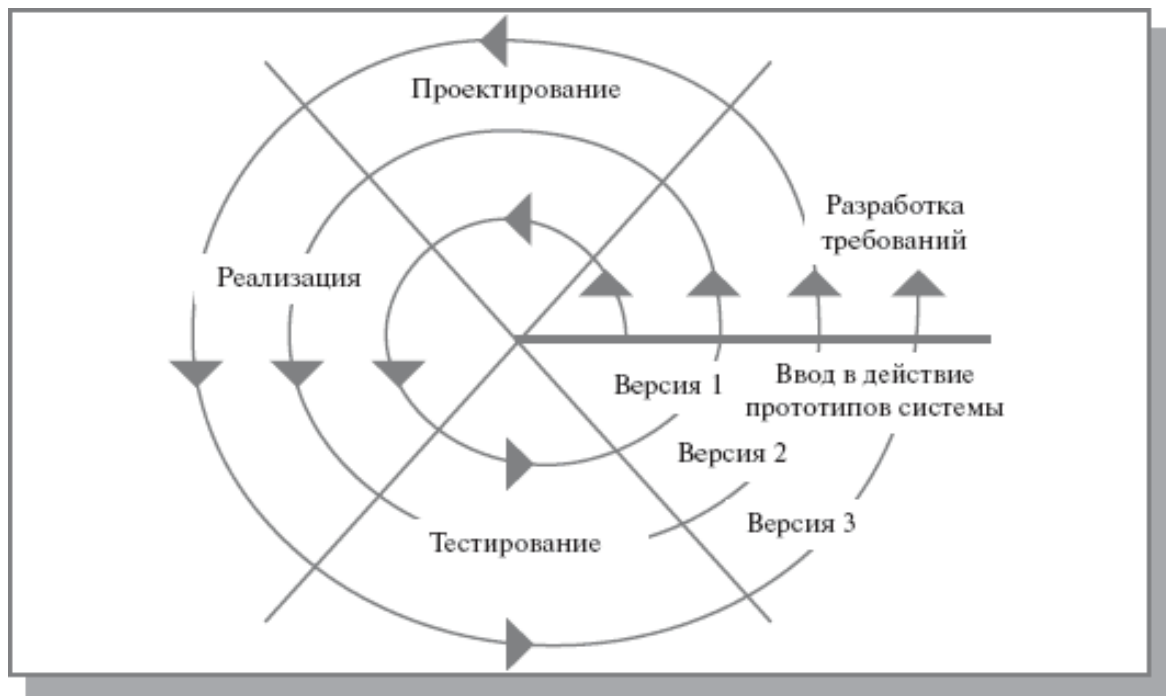 Проектирование
Разработка
требований
Реализация
Версия 1
Ввод в действие
прототипов системы
Версия 2
Версия 3
Тестирование